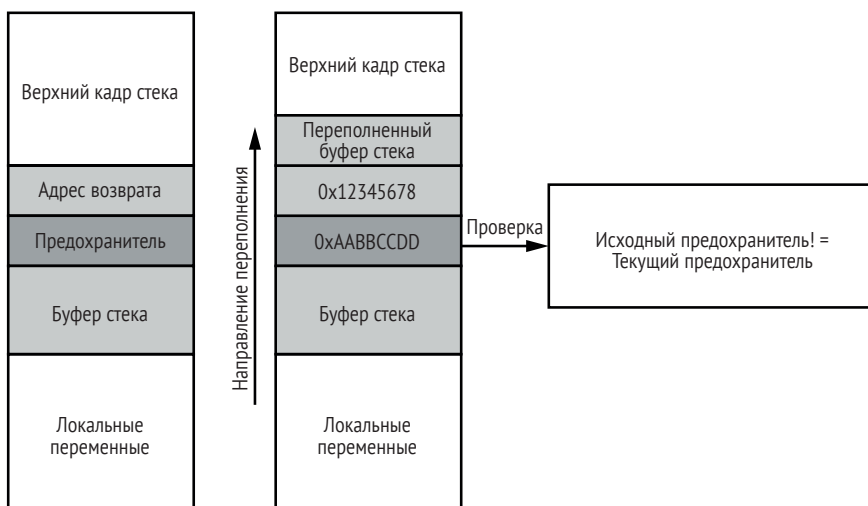 Верхний кадр стека
Адрес возврата
Предохранитель
Буфер стека
Локальные
переменные
Направление переполнения
Верхний кадр стека
Переполненный
буфер стека
0x12345678
0xAABBCCDD
Буфер стека
Локальные
переменные
Проверка
Исходный предохранитель! =
Текущий предохранитель